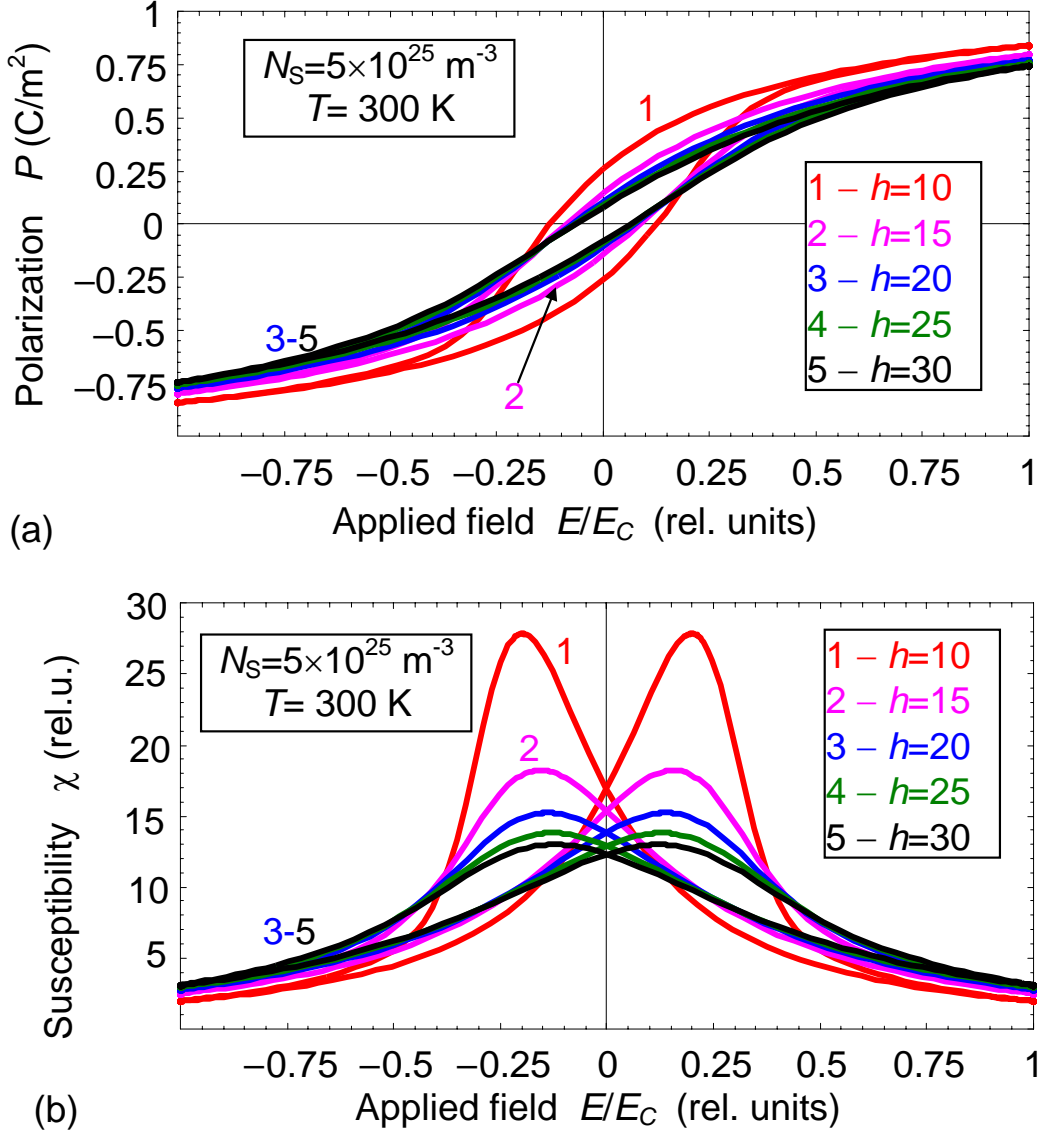 1
0.75
0.5
0.25
0
−0.25
−0.5
−0.75
Polarization P (C/m²)
N_S=5×10²⁵ m⁻³
T= 300 K
1
1 – h=10
2 – h=15
3 – h=20
4 – h=25
5 – h=30
3-5
2
−0.75 −0.5 −0.25 0 0.25 0.5 0.75 1
Applied field E/E_C (rel. units)
(a)
30
25
20
15
10
5
Susceptibility χ (rel.u.)
N_S=5×10²⁵ m⁻³
T= 300 K
1
2
1 – h=10
2 – h=15
3 – h=20
4 – h=25
5 – h=30
3-5
−0.75 −0.5 −0.25 0 0.25 0.5 0.75 1
Applied field E/E_C (rel. units)
(b)